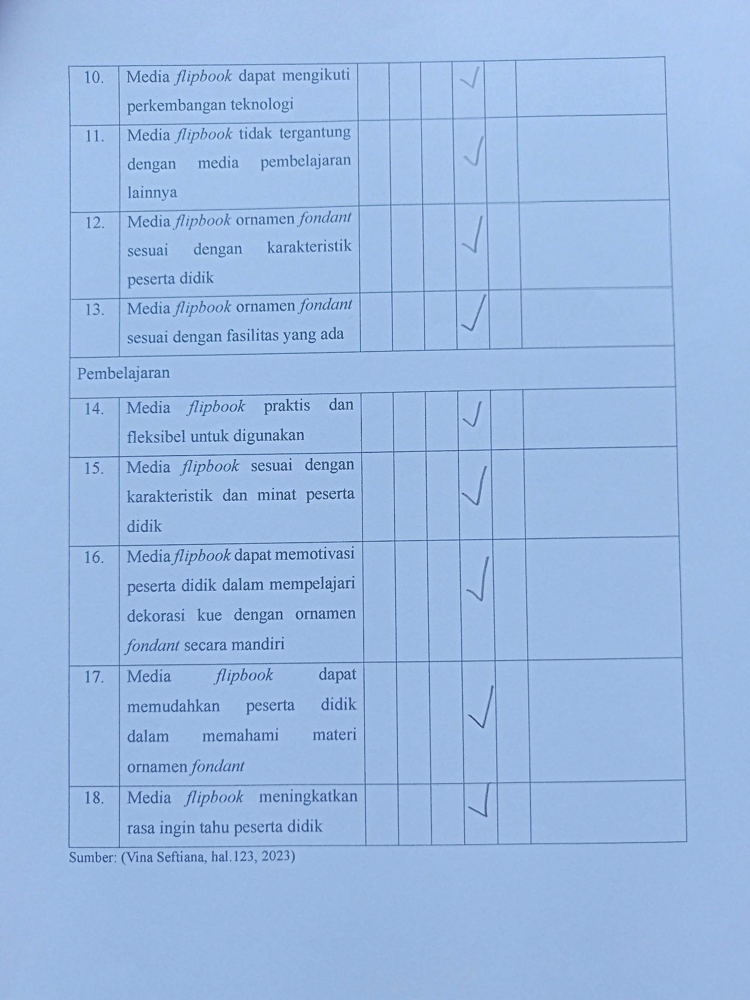 10. Media flipbook dapat mengikuti
perkembangan teknologi
11. Media flipbook tidak tergantung
dengan media pembelajaran
lainnya
12. Media flipbook ornamen fondant
sesuai dengan karakteristik
peserta didik
13. Media flipbook ornamen fondant
sesuai dengan fasilitas yang ada
Pembelajaran
14. Media flipbook praktis dan
fleksibel untuk digunakan
15. Media flipbook sesuai dengan
karakteristik dan minat peserta
didik
16. Media flipbook dapat memotivasi
peserta didik dalam mempelajari
dekorasi kue dengan ornamen
fondant secara mandiri
17. Media flipbook dapat
memudahkan peserta didik
dalam memahami materi
ornamen fondant
18. Media flipbook meningkatkan
rasa ingin tahu peserta didik
Sumber: (Vina Seftiana, hal.123, 2023)